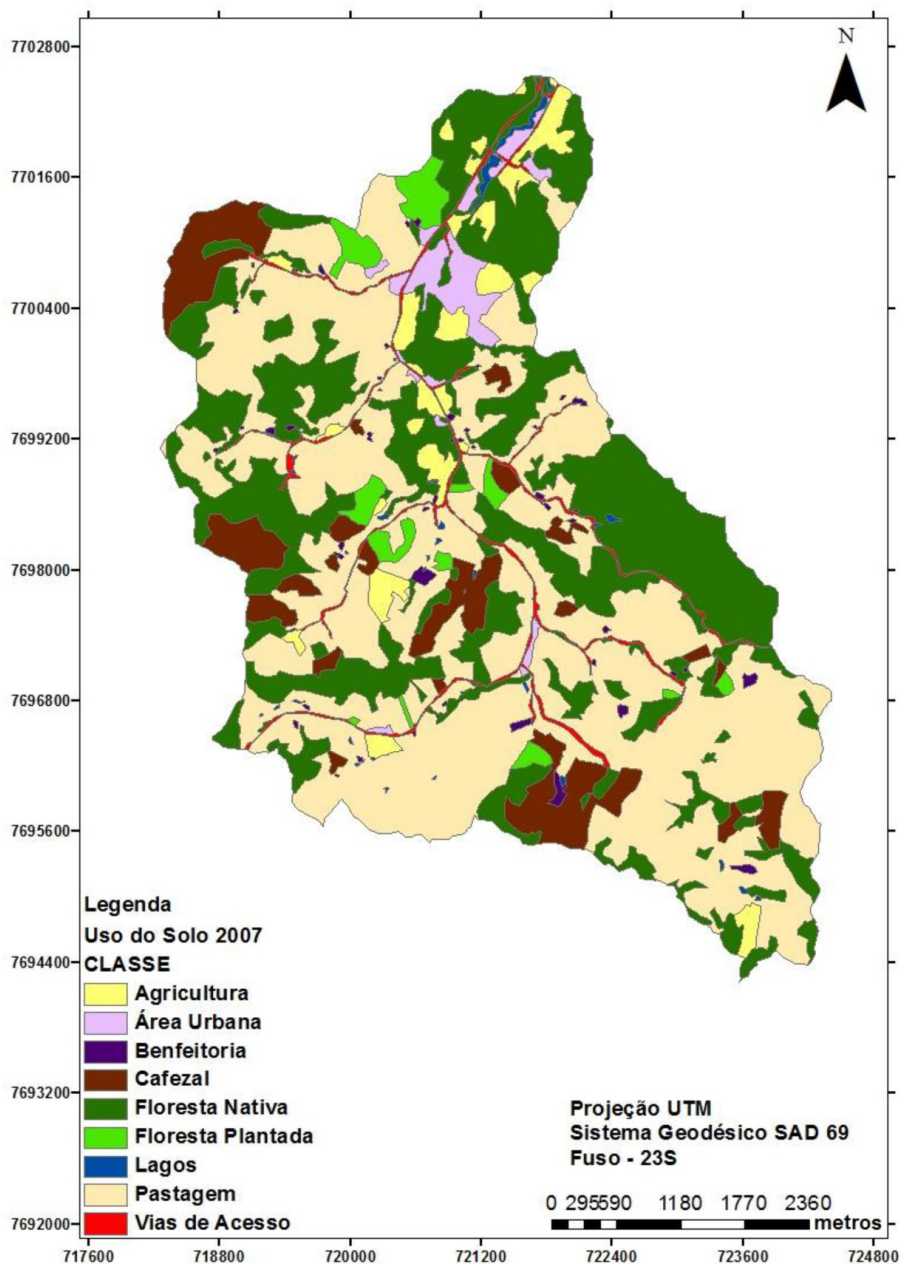 N
7702800
7701600
7700400
7699200
7698000
7696800
7695600
7694400
7693200
7692000
Legenda
Uso do Solo 2007
CLASSE
Agricultura
Área Urbana
Benfeitoria
Cafezal
Floresta Nativa
Floresta Plantada
Lagos
Pastagem
Vias de Acesso
Projeção UTM
Sistema Geodésico SAD 69
Fuso - 23S
0 295590 1180 1770 2360
metros
717600 718800 720000 721200 722400 723600 724800